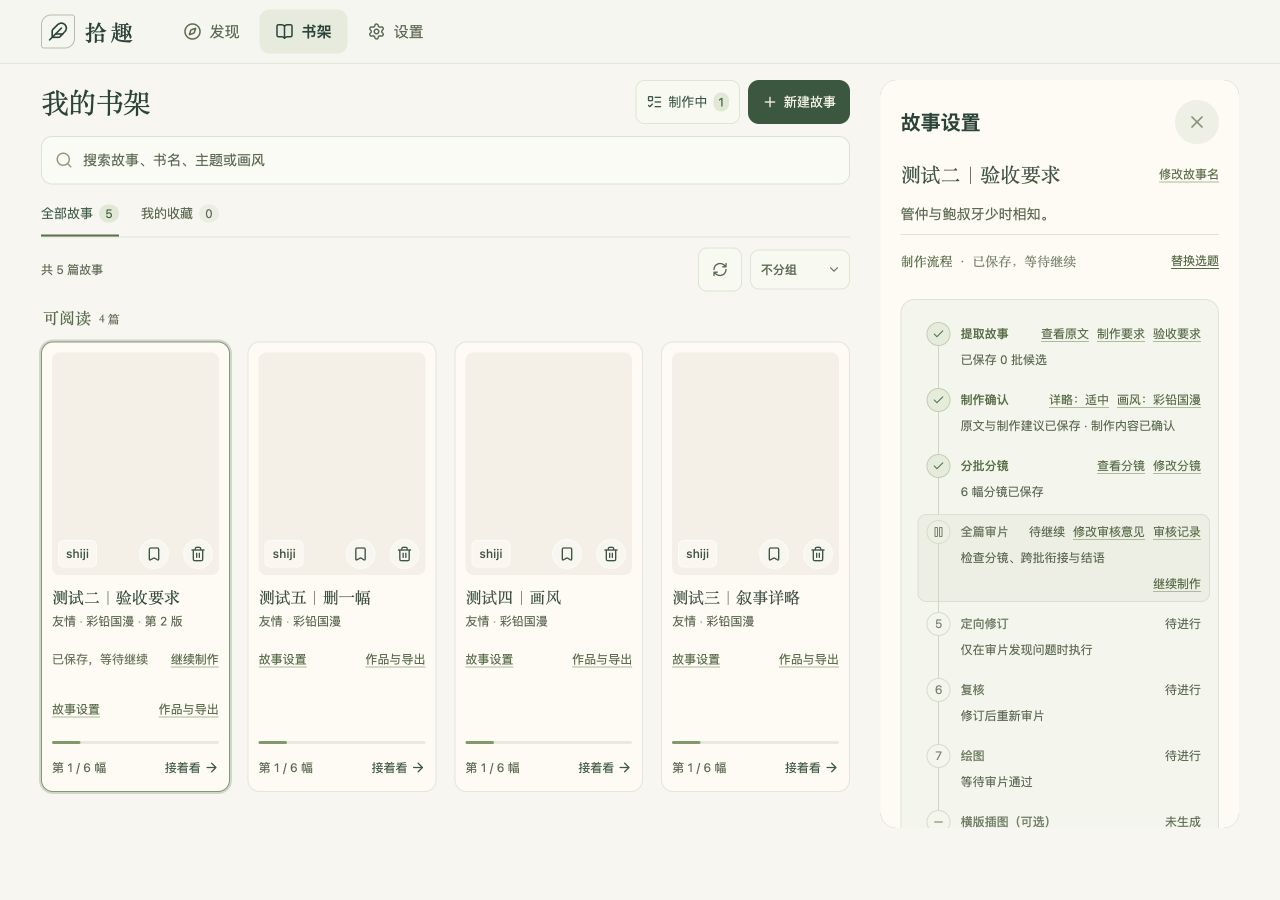 拾趣
发现
书架
设置
我的书架
制作中 1
新建故事
搜索故事、书名、主题或画风
全部故事 5
我的收藏 0
共 5 篇故事
不分组
可阅读 4 篇
shiji
测试二｜验收要求
友情 · 彩铅国漫 · 第 2 版
已保存，等待继续 继续制作
故事设置 作品与导出
第 1 / 6 幅 接着看
shiji
测试五｜删一幅
友情 · 彩铅国漫
故事设置 作品与导出
第 1 / 6 幅 接着看
shiji
测试四｜画风
友情 · 彩铅国漫
故事设置 作品与导出
第 1 / 6 幅 接着看
shiji
测试三｜叙事详略
友情 · 彩铅国漫
故事设置 作品与导出
第 1 / 6 幅 接着看
故事设置
测试二｜验收要求 修改故事名
管仲与鲍叔牙少时相知。
制作流程 · 已保存，等待继续 替换选题
提取故事 查看原文 制作要求 验收要求
已保存 0 批候选
制作确认 详略：适中 画风：彩铅国漫
原文与制作建议已保存 · 制作内容已确认
分批分镜 查看分镜 修改分镜
6 幅分镜已保存
全篇审片 待继续 修改审核意见 审核记录
检查分镜、跨批衔接与结语
继续制作
5 定向修订 待进行
仅在审片发现问题时执行
6 复核 待进行
修订后重新审片
7 绘图 待进行
等待审片通过
横版插图（可选） 未生成